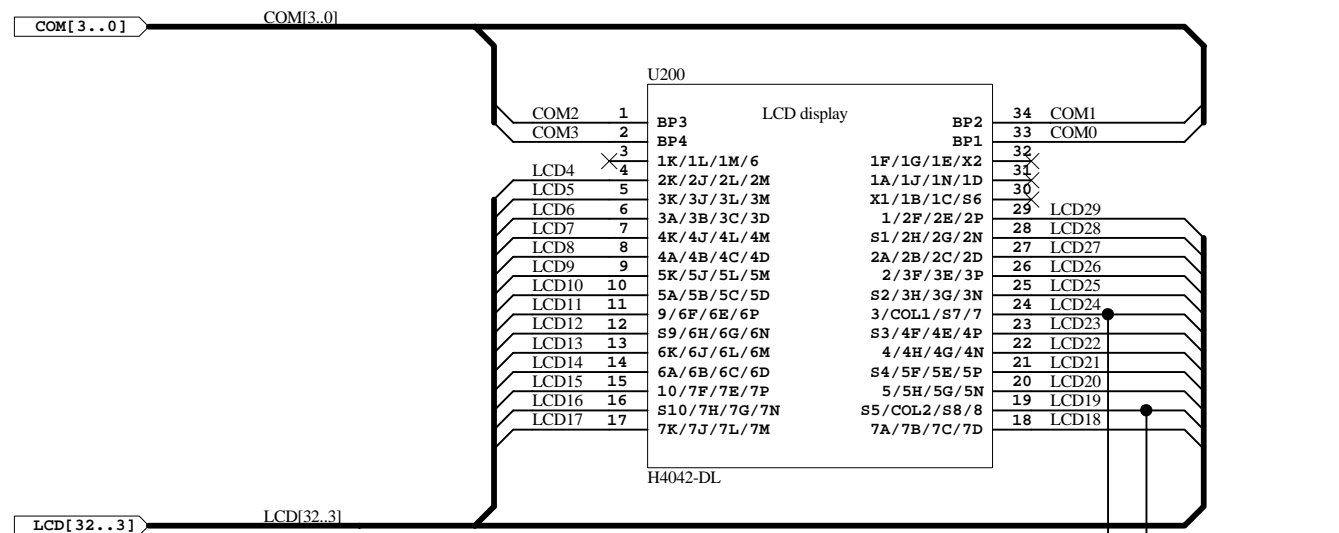 COM[3..0] COM[3..0]
U200
LCD display
COM2 1 BP3 BP2 34 COM1
COM3 2 BP4 BP1 33 COM0
3 1K/1L/1M/6 1F/1G/1E/X2 32
LCD4 4 2K/2J/2L/2M 1A/1J/1N/1D 31
LCD5 5 3K/3J/3L/3M X1/1B/1C/S6 30
LCD6 6 3A/3B/3C/3D 1/2F/2E/2P 29 LCD29
LCD7 7 4K/4J/4L/4M S1/2H/2G/2N 28 LCD28
LCD8 8 4A/4B/4C/4D 2A/2B/2C/2D 27 LCD27
LCD9 9 5K/5J/5L/5M 2/3F/3E/3P 26 LCD26
LCD10 10 5A/5B/5C/5D S2/3H/3G/3N 25 LCD25
LCD11 11 9/6F/6E/6P 3/COL1/S7/7 24 LCD24
LCD12 12 S9/6H/6G/6N S3/4F/4E/4P 23 LCD23
LCD13 13 6K/6J/6L/6M 4/4H/4G/4N 22 LCD22
LCD14 14 6A/6B/6C/6D S4/5F/5E/5P 21 LCD21
LCD15 15 10/7F/7E/7P 5/5H/5G/5N 20 LCD20
LCD16 16 S10/7H/7G/7N S5/COL2/S8/8 19 LCD19
LCD17 17 7K/7J/7L/7M 7A/7B/7C/7D 18 LCD18
H4042-DL
LCD[32..3] LCD[32..3]